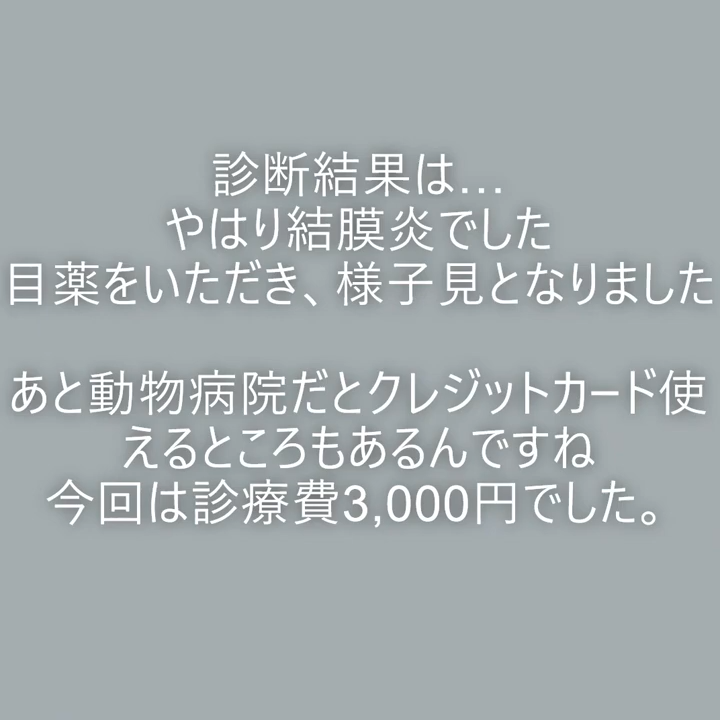 診断結果は…
やはり結膜炎でした
目薬をいただき、様子見となりました
あと動物病院だとクレジットカード使
えるところもあるんですね
今回は診療費3,000円でした。